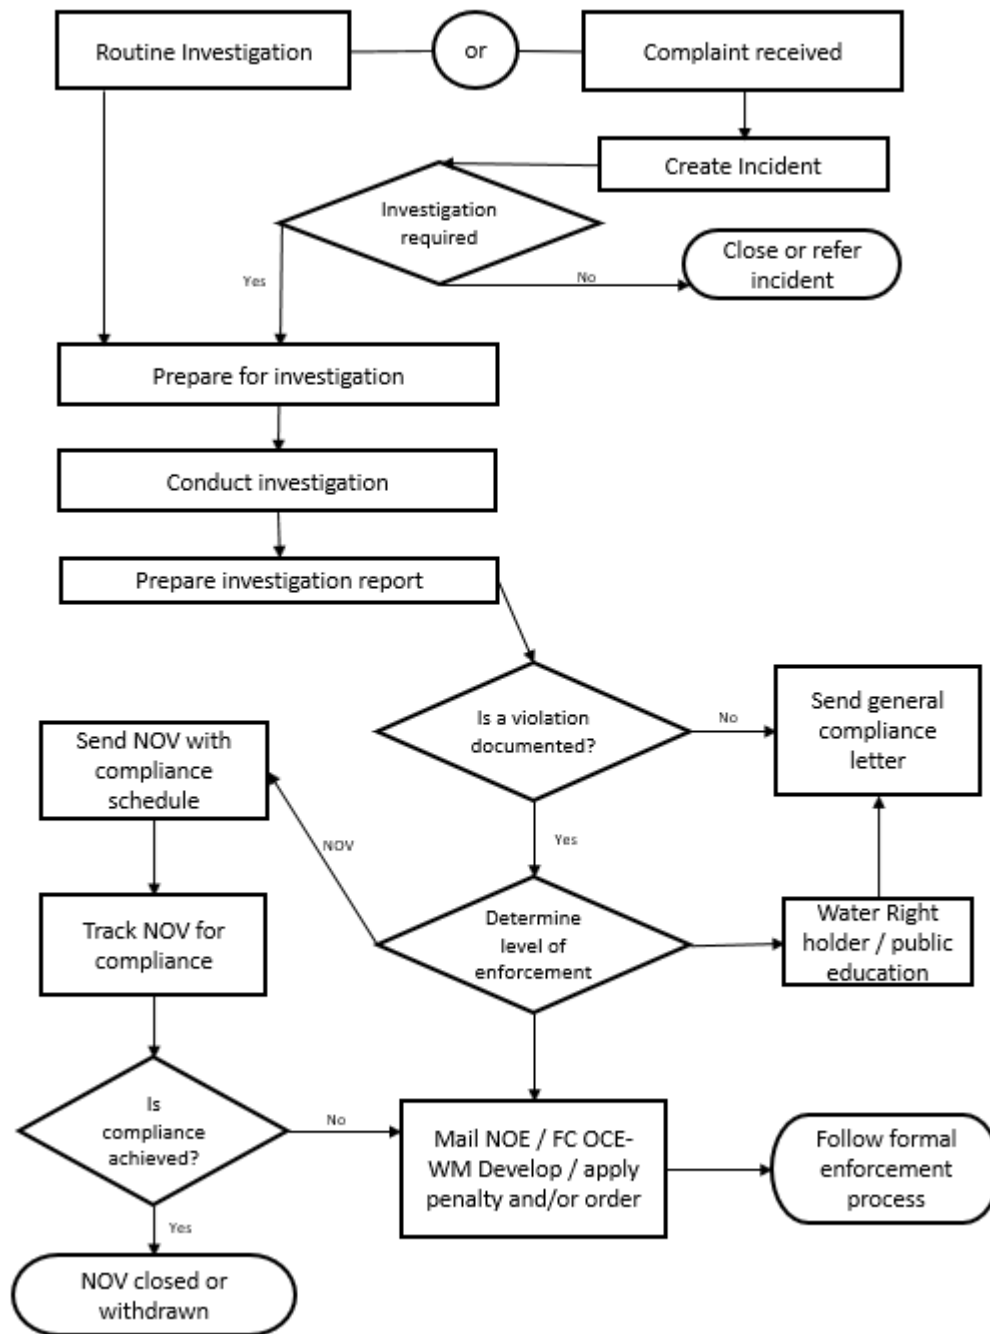 Routine Investigation
or
Complaint received
Create Incident
Investigation
required
Close or refer
incident
Yes
No
Prepare for investigation
Conduct investigation
Prepare investigation report
Is a violation
documented?
No
Send general
compliance
letter
Send NOV with
compliance
schedule
NOV
Yes
Track NOV for
compliance
Determine
level of
enforcement
Water Right
holder / public
education
Is
compliance
achieved?
No
Mail NOE / FC OCE-
WM Develop / apply
penalty and/or order
Follow formal
enforcement
process
Yes
NOV closed or
withdrawn